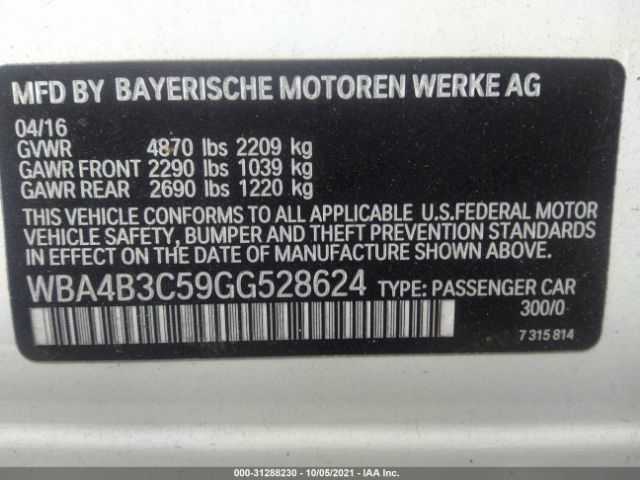 MFD BY BAYERISCHE MOTOREN WERKE AG
04/16
GVWR 4870 lbs 2209 kg
GAWR FRONT 2290 lbs 1039 kg
GAWR REAR 2690 lbs 1220 kg
THIS VEHICLE CONFORMS TO ALL APPLICABLE U.S.FEDERAL MOTOR
VEHICLE SAFETY, BUMPER AND THEFT PREVENTION STANDARDS
IN EFFECT ON THE DATE OF MANUFACTURE SHOWN ABOVE.
WBA4B3C59GG528624 TYPE: PASSENGER CAR
300/0
7 315 814
000-31288230 - 10/05/2021 - IAA Inc.